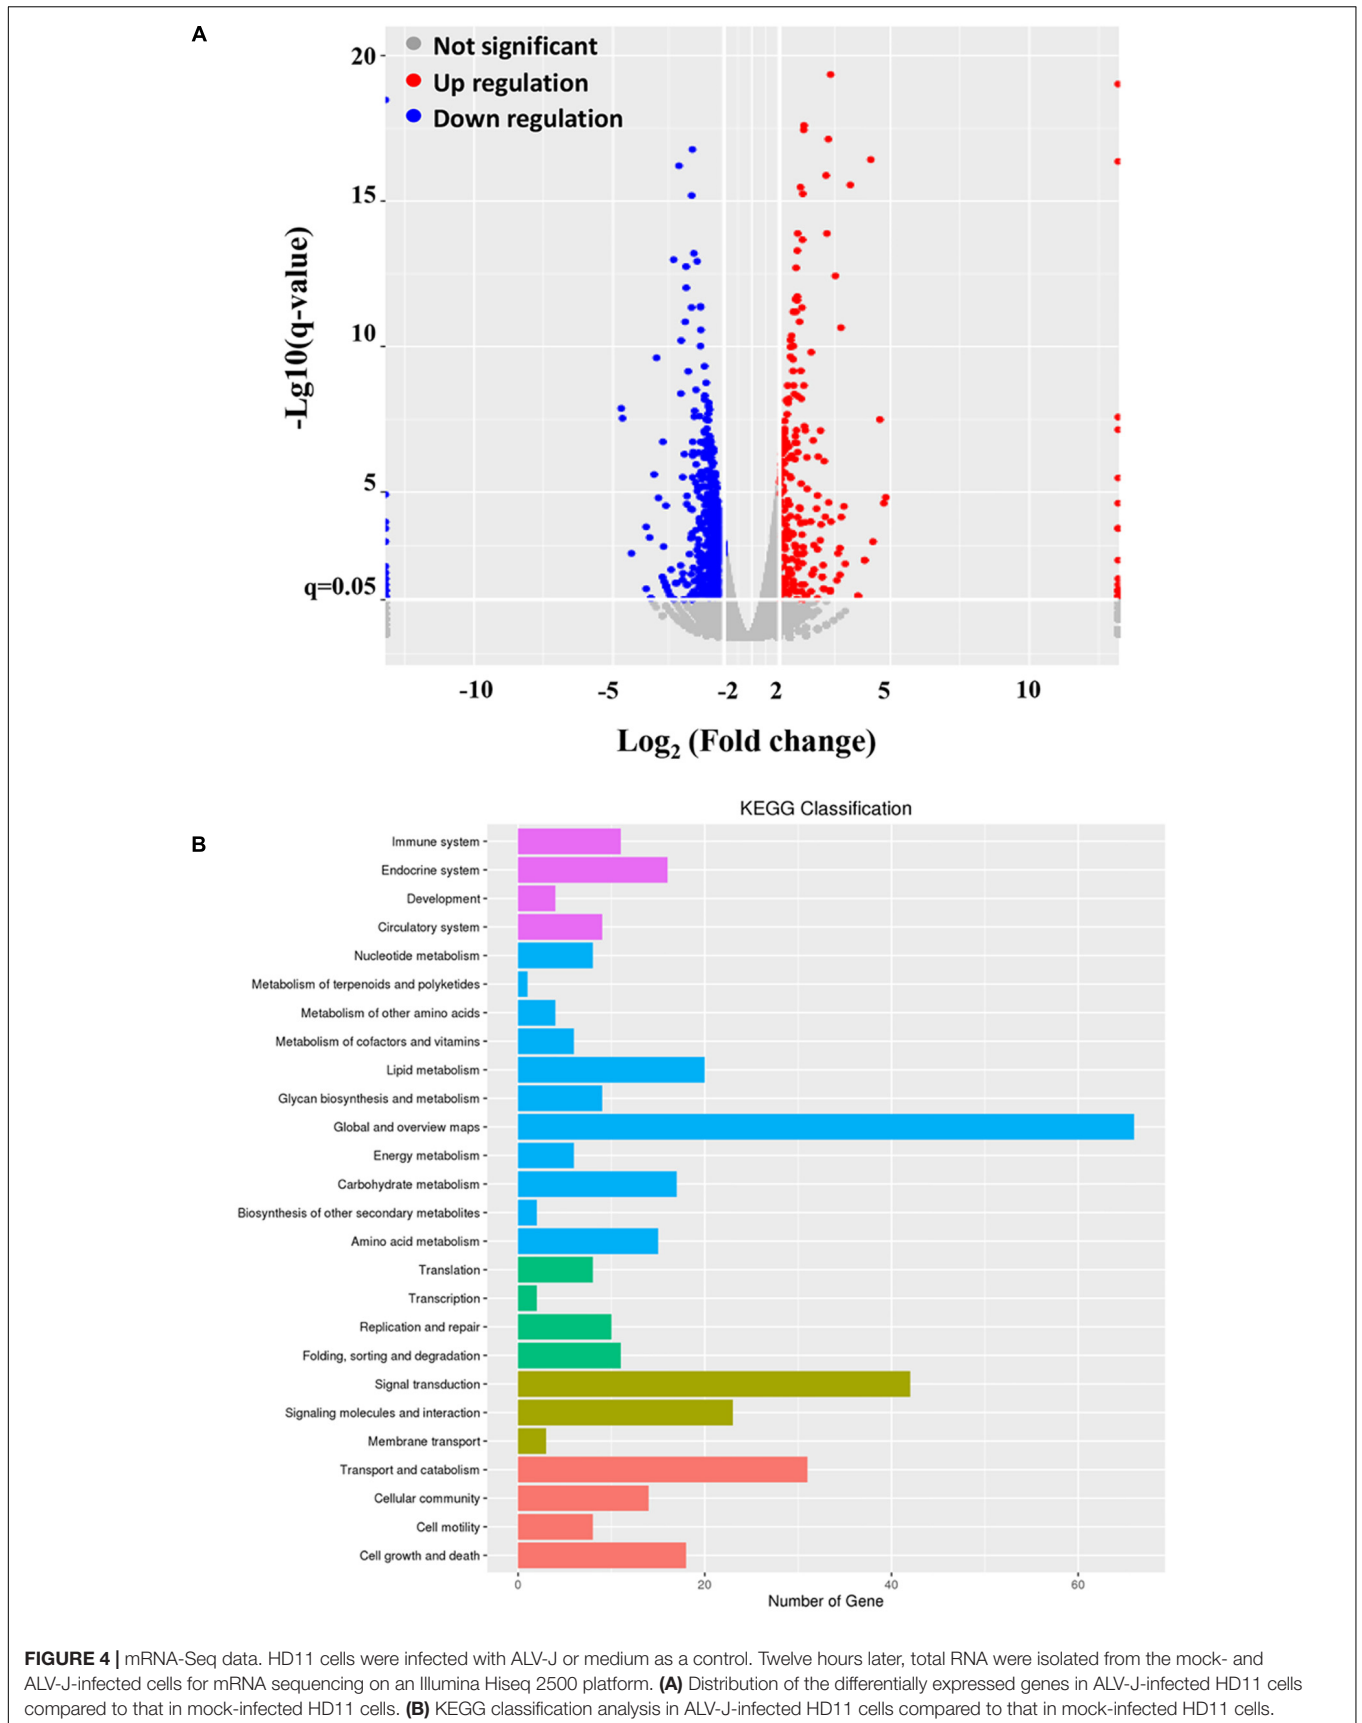 A
Not significant
Up regulation
Down regulation
20
15
10
5
q=0.05
-Lg10(q-value)
-10
-5
-2
2
5
10
Log2 (Fold change)
B
KEGG Classification
Immune system
Endocrine system
Development
Circulatory system
Nucleotide metabolism
Metabolism of terpenoids and polyketides
Metabolism of other amino acids
Metabolism of cofactors and vitamins
Lipid metabolism
Glycan biosynthesis and metabolism
Global and overview maps
Energy metabolism
Carbohydrate metabolism
Biosynthesis of other secondary metabolites
Amino acid metabolism
Translation
Transcription
Replication and repair
Folding, sorting and degradation
Signal transduction
Signaling molecules and interaction
Membrane transport
Transport and catabolism
Cellular community
Cell motility
Cell growth and death
0
20
40
60
Number of Gene
FIGURE 4 | mRNA-Seq data. HD11 cells were infected with ALV-J or medium as a control. Twelve hours later, total RNA were isolated from the mock- and
ALV-J-infected cells for mRNA sequencing on an Illumina Hiseq 2500 platform. (A) Distribution of the differentially expressed genes in ALV-J-infected HD11 cells
compared to that in mock-infected HD11 cells. (B) KEGG classification analysis in ALV-J-infected HD11 cells compared to that in mock-infected HD11 cells.